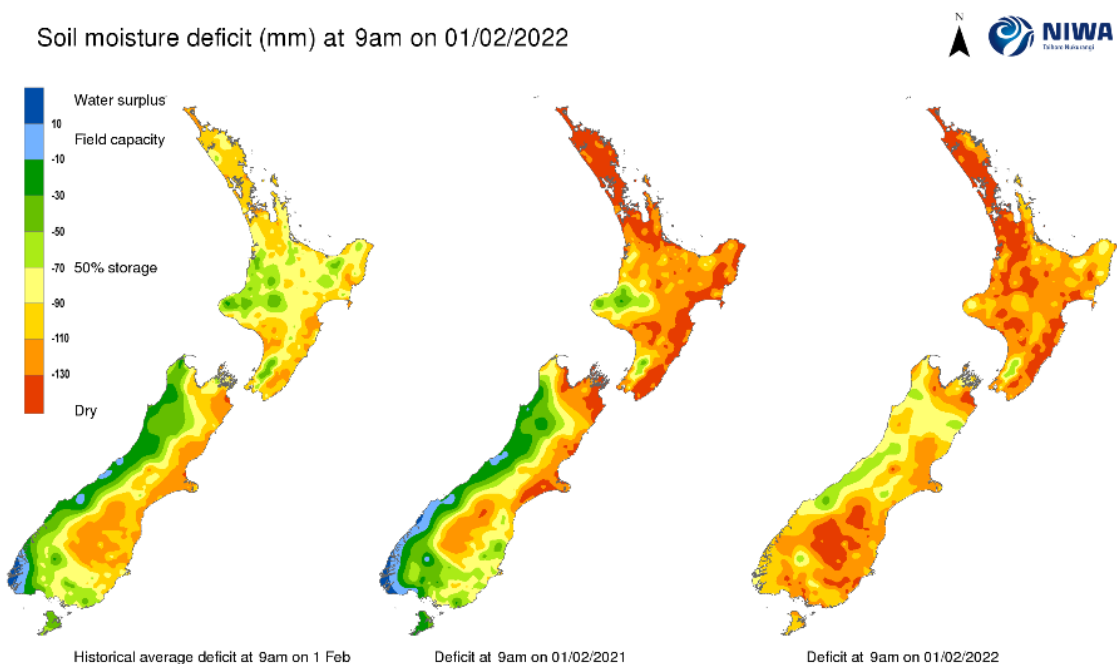 Soil moisture deficit (mm) at 9am on 01/02/2022
N
NIWA
Taihoro Nukurangi
Water surplus
10
Field capacity
-10
-30
-50
50% storage
-70
-90
-110
-130
Dry
Historical average deficit at 9am on 1 Feb
Deficit at 9am on 01/02/2021
Deficit at 9am on 01/02/2022